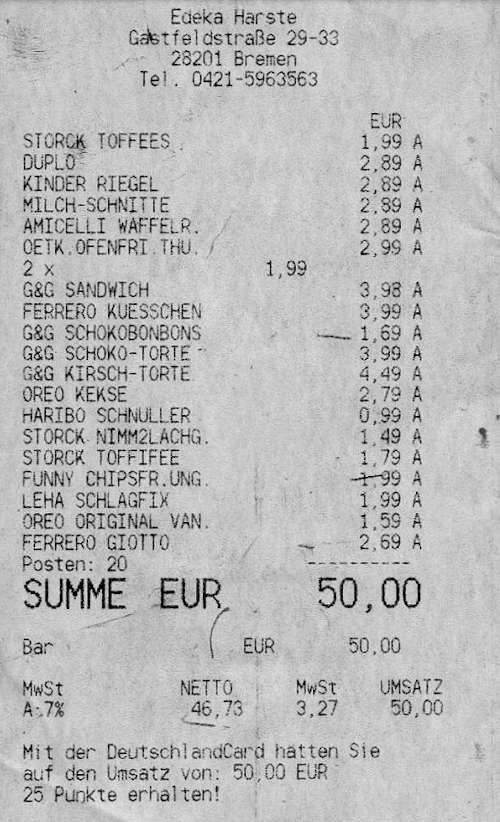 Edeka Harste
Gastfeldstraße 29-33
28201 Bremen
Tel. 0421-5963563
EUR
STORCK TOFFEES 1,99 A
DUPLO 2,89 A
KINDER RIEGEL 2,89 A
MILCH-SCHNITTE 2,89 A
AMICELLI WAFFELR. 2,89 A
OETK.OFENFRI.THU. 2,99 A
2 x 1,99
G&G SANDWICH 3,98 A
FERRERO KUESSCHEN 3,99 A
G&G SCHOKOBONBONS 1,69 A
G&G SCHOKO-TORTE 3,99 A
G&G KIRSCH-TORTE 4,49 A
OREO KEKSE 2,79 A
HARIBO SCHNULLER 0,99 A
STORCK NIMM2LACHG. 1,49 A
STORCK TOFFIFEE 1,79 A
FUNNY CHIPSFR.UNG. 1,99 A
LEHA SCHLAGFIX 1,99 A
OREO ORIGINAL VAN. 1,59 A
FERRERO GIOTTO 2,69 A
Posten: 20
SUMME EUR 50,00
Bar EUR 50,00
MwSt NETTO MwSt UMSATZ
A 7% 46,73 3,27 50,00
Mit der DeutschlandCard hätten Sie
auf den Umsatz von: 50,00 EUR
25 Punkte erhalten!